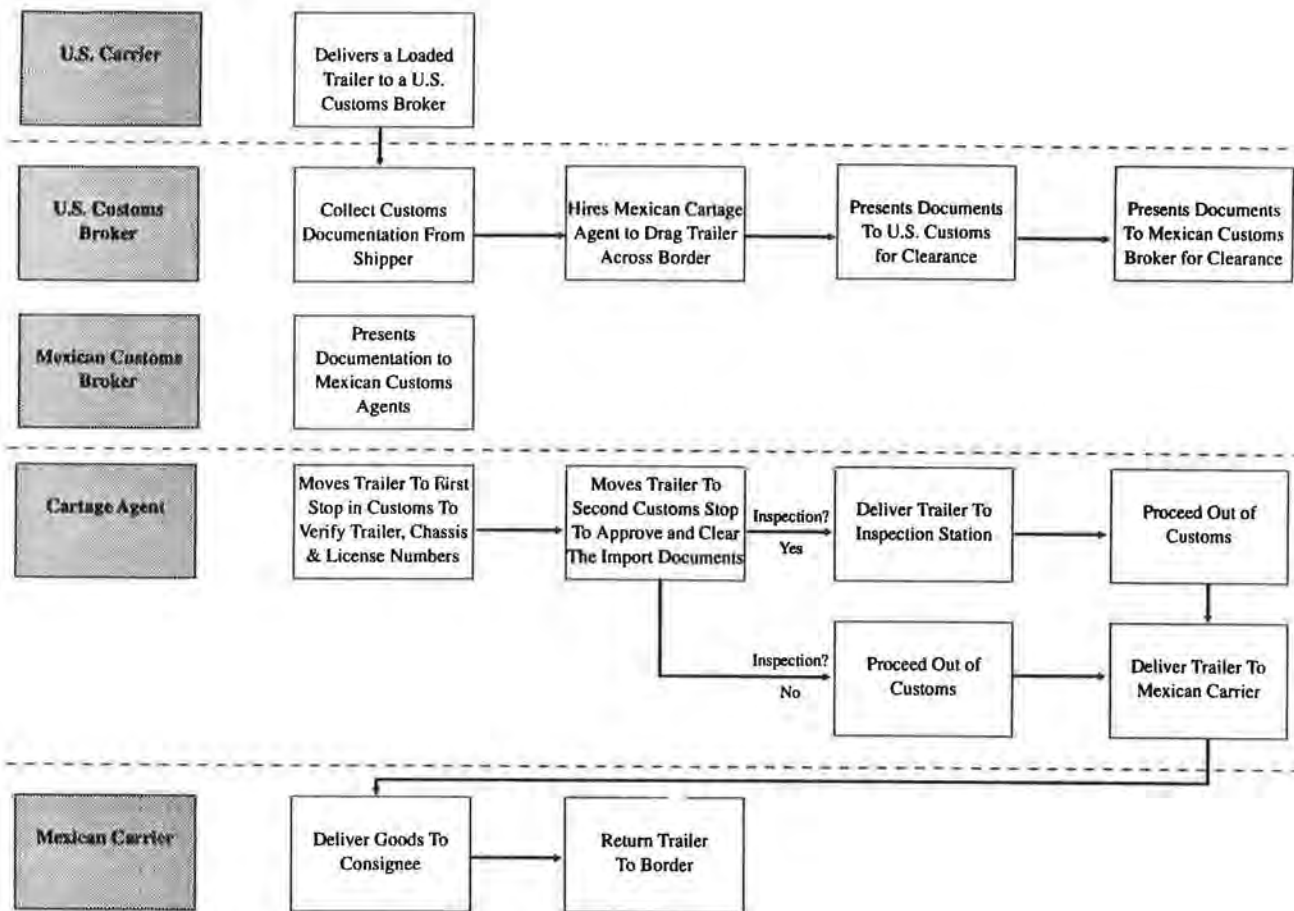 U.S. Carrier
Delivers a Loaded
Trailer to a U.S.
Customs Broker
U.S. Customs
Broker
Collect Customs
Documentation From
Shipper
Hires Mexican Cartage
Agent to Drag Trailer
Across Border
Presents Documents
To U.S. Customs
for Clearance
Presents Documents
To Mexican Customs
Broker for Clearance
Mexican Customs
Broker
Presents
Documentation to
Mexican Customs
Agents
Cartage Agent
Moves Trailer To First
Stop in Customs To
Verify Trailer, Chassis
& License Numbers
Moves Trailer To
Second Customs Stop
To Approve and Clear
The Import Documents
Inspection?
Yes
Deliver Trailer To
Inspection Station
Proceed Out of
Customs
Inspection?
No
Proceed Out of
Customs
Deliver Trailer To
Mexican Carrier
Mexican Carrier
Deliver Goods To
Consignee
Return Trailer
To Border